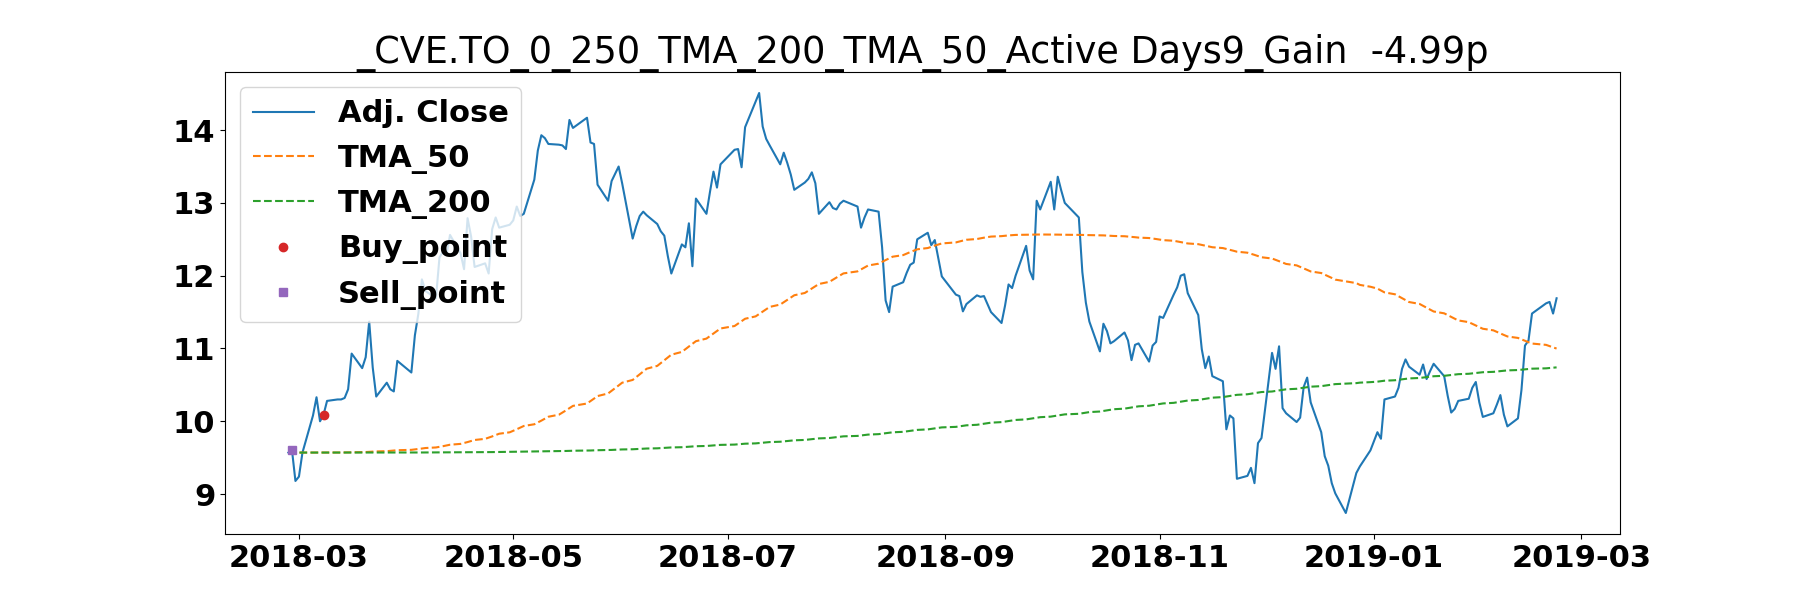 _CVE.TO_0_250_TMA_200_TMA_50_Active Days9_Gain  -4.99p
Adj. Close
TMA_50
TMA_200
Buy_point
Sell_point
14
13
12
11
10
9
2018-03 2018-05 2018-07 2018-09 2018-11 2019-01 2019-03